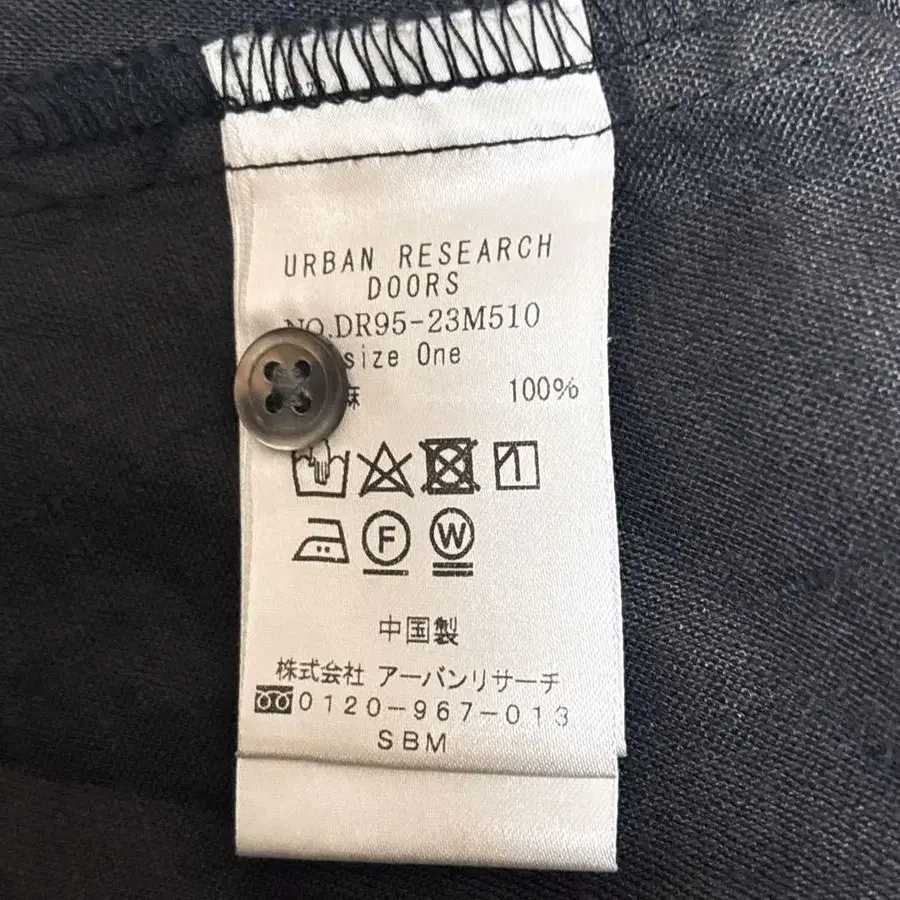 URBAN RESEARCH
DOORS
NO.DR95-23M510
size One
麻 100%
F W
中国製
株式会社 アーバンリサーチ
0120-967-013
SBM